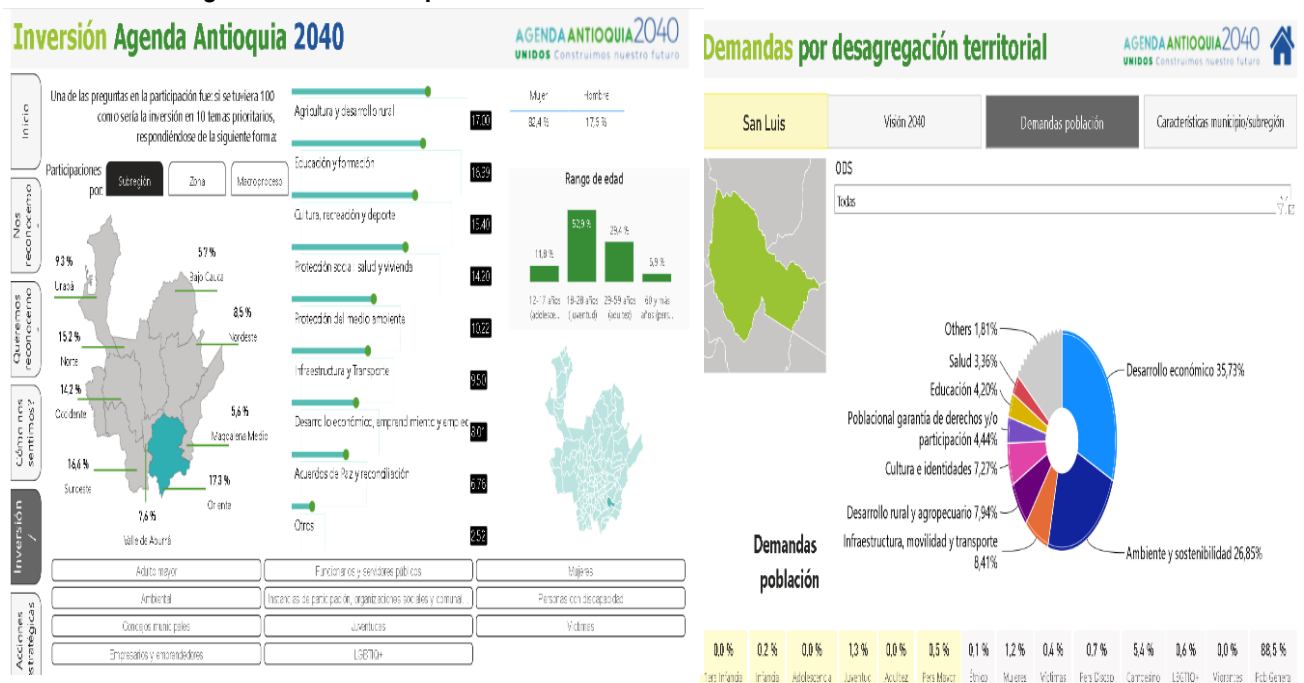 Inversión Agenda Antioquia 2040
AGENDA ANTIOQUIA 2040
UNIDOS Construimos nuestro futuro
Inicio
Nos
Queremos
Cómo nos
sentimos?
Inversión
/
Acciones
Una de las preguntas en la participación fue: si se tuviera 100
como sería la inversión en 10 temas prioritarios,
respondiéndose de la siguiente forma:
Participaciones
por:
Subregión
Zona
Macroproceso
9,3 %
Urabá
5,7 %
Bajo Cauca
8,5 %
Nordeste
15,2 %
Norte
14,2 %
Occidente
5,6 %
Magdalena Medio
16,4 %
Suroeste
17,3 %
Oriente
7,6 %
Valle de Aburrá
Agricultura y desarrollo rural
17.00
Educación y formación
16.39
Cultura, recreación y deporte
15.40
Protección social: salud y vivienda
14.20
Protección del medio ambiente
10.22
Infraestructura y Transporte
9.50
Desarrollo económico, emprendimiento y empleo
8.01
Acuerdos de Paz y reconciliación
6.76
Otros
2.52
Mujer Hombre
82,4 % 17,6 %
Rango de edad
11,8 %
52,9 %
29,4 %
5,9 %
12-17 años 18-28 años 29-59 años 60 y más
(adolesce... (juventud) (adultez) años (pers...
Adulto mayor
Funcionarios y servidores públicos
Mujeres
Ambiental
Instancias de participación, organizaciones sociales y comunal...
Personas con discapacidad
Concejos municipales
Juventudes
Víctimas
Empresarios y emprendedores
LGBTIQ+
Demandas por desagregación territorial
AGENDA ANTIOQUIA 2040
UNIDOS Construimos nuestro futuro
San Luis
Visión 2040
Demandas población
Características municipio/subregión
ODS
Todas
Others 1,81%
Salud 3,36%
Educación 4,20%
Poblacional garantía de derechos y/o
participación 4,44%
Cultura e identidades 7,27%
Desarrollo rural y agropecuario 7,94%
Infraestructura, movilidad y transporte
8,41%
Desarrollo económico 35,73%
Ambiente y sostenibilidad 26,85%
Demandas
población
0,0 % 0,2 % 0,0 % 1,3 % 0,0 % 0,5 % 0,1 % 1,2 % 0,4 % 0,7 % 5,4 % 0,6 % 0,0 % 88,5 %
Infancia Adolescencia Juventud Adultez Pers Mayor Étnico Mujeres Víctimas Pers Discap Campesino LBGTIQ+ Migrantes Pob General